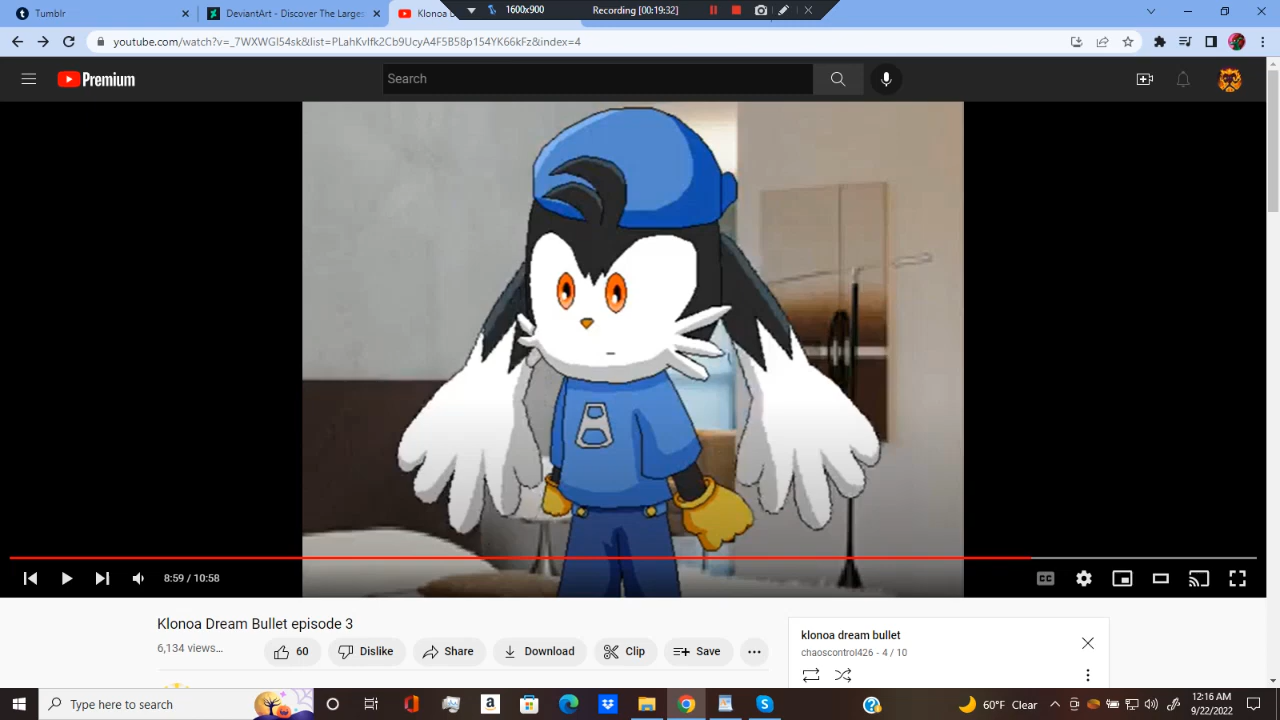 Tumblr
DeviantArt - Discover The Larges
Klonoa D
1600x900
Recording [00:19:32]
youtube.com/watch?v=_7WXWGI54sk&list=PLahKvIfk2Cb9UcyA4F5B58p154YK66kFz&index=4
Premium
Search
8:59 / 10:58
CC
Klonoa Dream Bullet episode 3
6,134 views...
60
Dislike
Share
Download
Clip
Save
klonoa dream bullet
chaoscontrol426 - 4 / 10
Type here to search
60°F Clear
12:16 AM
9/22/2022